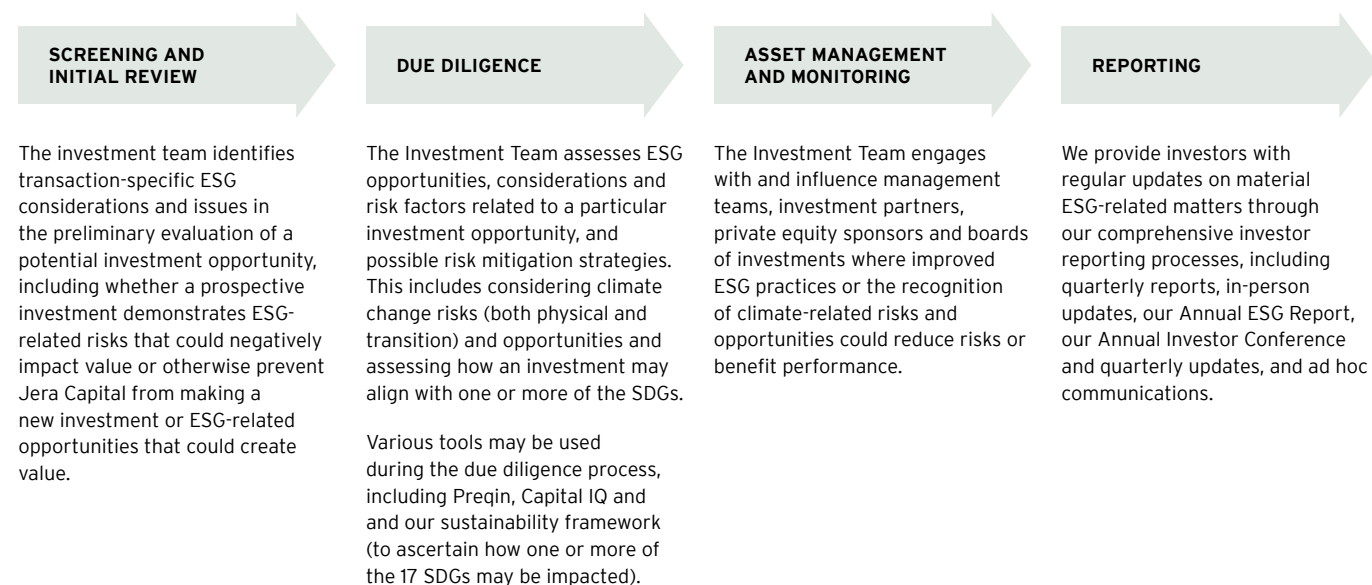 SCREENING AND
INITIAL REVIEW
The investment team identifies
transaction-specific ESG
considerations and issues in
the preliminary evaluation of a
potential investment opportunity,
including whether a prospective
investment demonstrates ESG-
related risks that could negatively
impact value or otherwise prevent
Jera Capital from making a
new investment or ESG-related
opportunities that could create
value.
DUE DILIGENCE
The Investment Team assesses ESG
opportunities, considerations and
risk factors related to a particular
investment opportunity, and
possible risk mitigation strategies.
This includes considering climate
change risks (both physical and
transition) and opportunities and
assessing how an investment may
align with one or more of the SDGs.
Various tools may be used
during the due diligence process,
including Preqin, Capital IQ and
and our sustainability framework
(to ascertain how one or more of
the 17 SDGs may be impacted).
ASSET MANAGEMENT
AND MONITORING
The Investment Team engages
with and influence management
teams, investment partners,
private equity sponsors and boards
of investments where improved
ESG practices or the recognition
of climate-related risks and
opportunities could reduce risks or
benefit performance.
REPORTING
We provide investors with
regular updates on material
ESG-related matters through
our comprehensive investor
reporting processes, including
quarterly reports, in-person
updates, our Annual ESG Report,
our Annual Investor Conference
and quarterly updates, and ad hoc
communications.